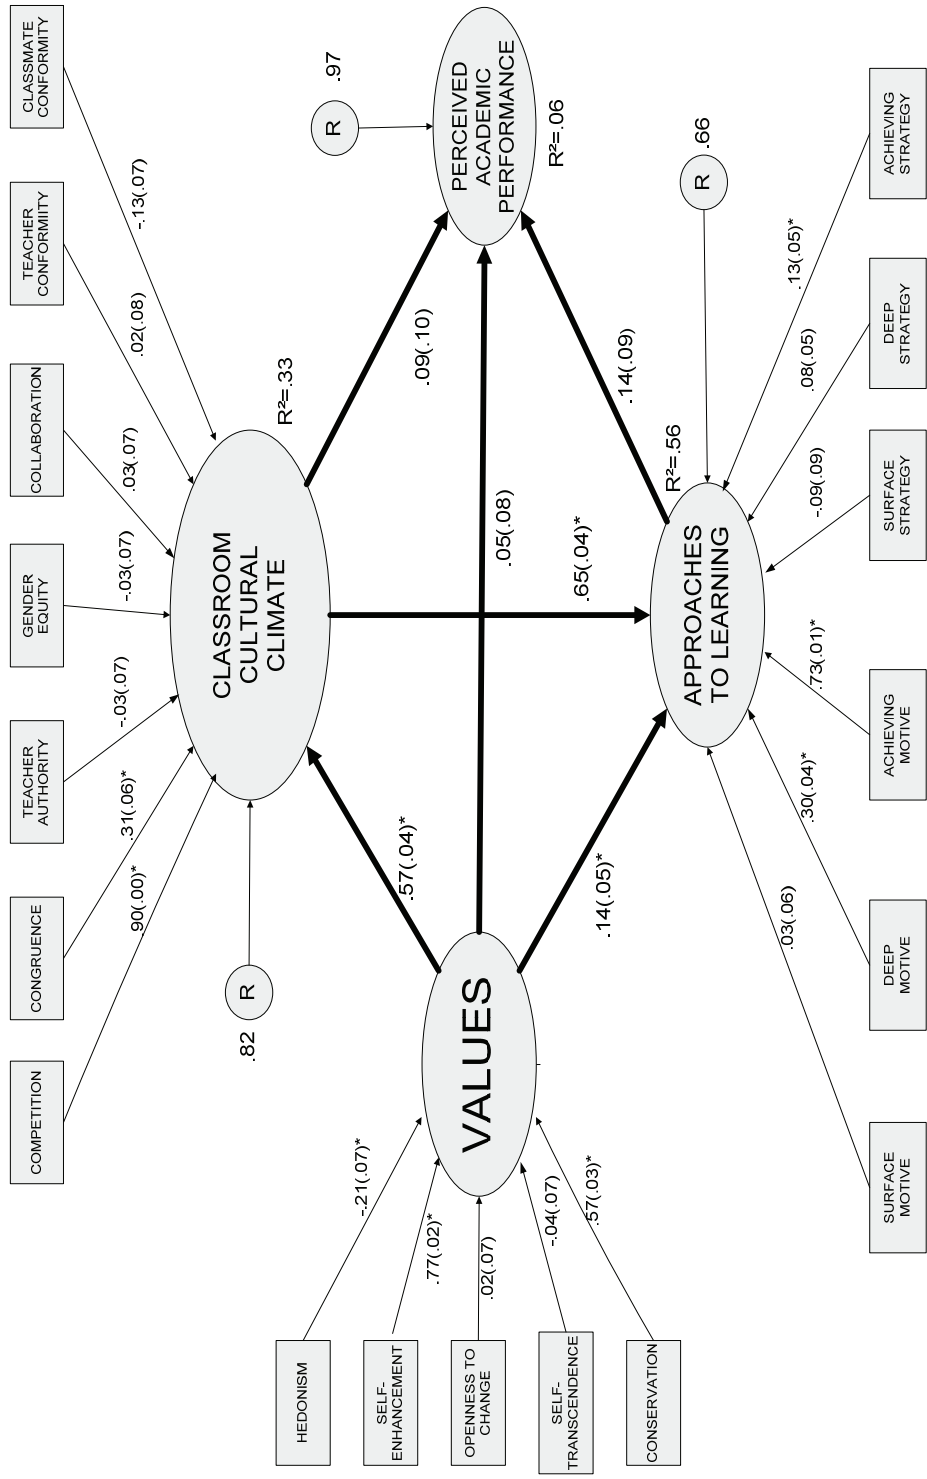 COMPETITION
CONGRUENCE
TEACHER
AUTHORITY
GENDER
EQUITY
COLLABORATION
TEACHER
CONFORMIITY
CLASSMATE
CONFORMITY
.90(.00)*
.31(.06)*
-.03(.07)
-.03(.07)
.03(.07)
.02(.08)
-.13(.07)
.82
R
CLASSROOM
CULTURAL
CLIMATE
R²=.33
R
.97
HEDONISM
SELF-
ENHANCEMENT
OPENNESS TO
CHANGE
SELF-
TRANSCENDENCE
CONSERVATION
-.21(.07)*
.77(.02)*
.02(.07)
-.04(.07)
.57(.03)*
VALUES
.57(.04)*
.05(.08)
.14(.05)*
.65(.04)*
.09(.10)
.14(.09)
PERCEIVED
ACADEMIC
PERFORMANCE
R²=.06
APPROACHES
TO LEARNING
R²=.56
R
.66
.03(.06)
.30(.04)*
.73(.01)*
-.09(.09)
.08(.05)
.13(.05)*
SURFACE
MOTIVE
DEEP
MOTIVE
ACHIEVING
MOTIVE
SURFACE
STRATEGY
DEEP
STRATEGY
ACHIEVING
STRATEGY